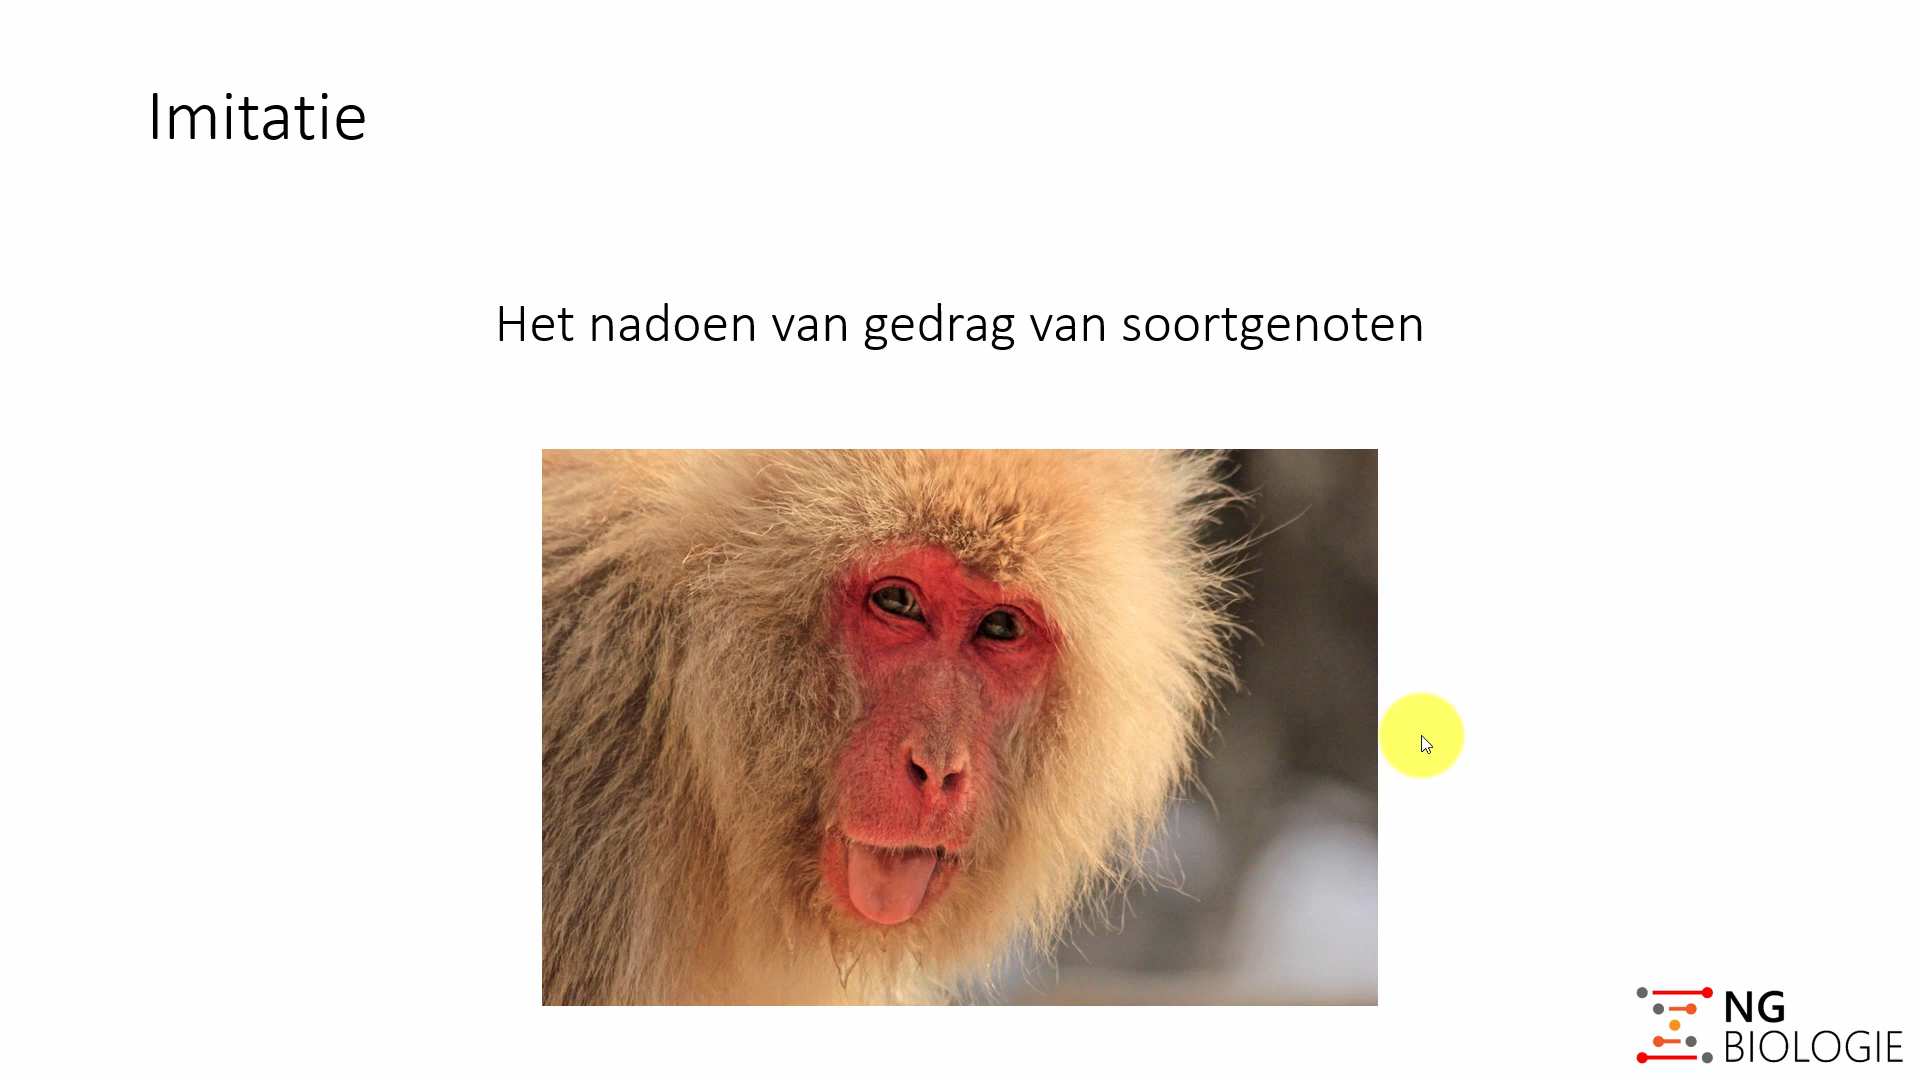 Imitatie
Het nadoen van gedrag van soortgenoten
NG
BIOLOGIE